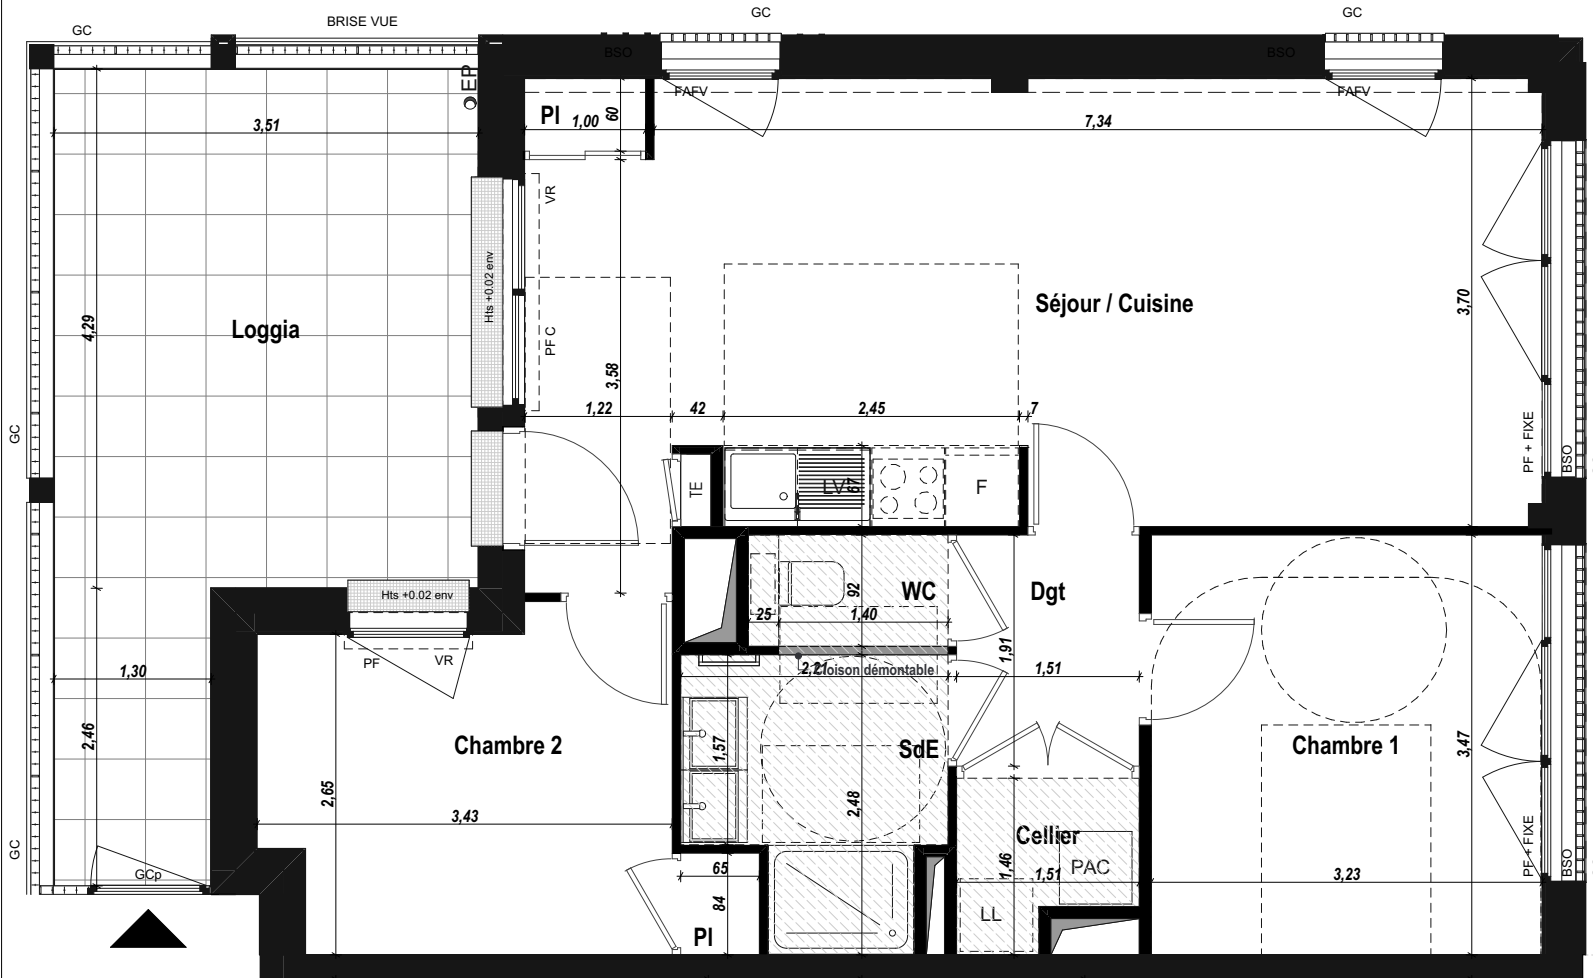 GC
BRISE VUE
GC
GC
BSO
BSO
EP
Pl
1,00
60
FAFV
7,34
FAFV
3,51
VR
Hts +0.02 env
Loggia
4,29
PF C
3,58
Séjour / Cuisine
3,70
1,22
42
2,45
7
GC
PF + FIXE
BSO
TE
LV
67
F
Hts +0.02 env
PF
VR
WC
92
25
1,40
Dgt
1,91
2,21
Cloison démontable
1,51
1,30
2,46
Chambre 2
2,65
3,43
1,57
SdE
2,48
Chambre 1
3,47
Cellier
1,46
1,51
PAC
LL
3,23
PF + FIXE
BSO
GC
GCp
65
84
Pl